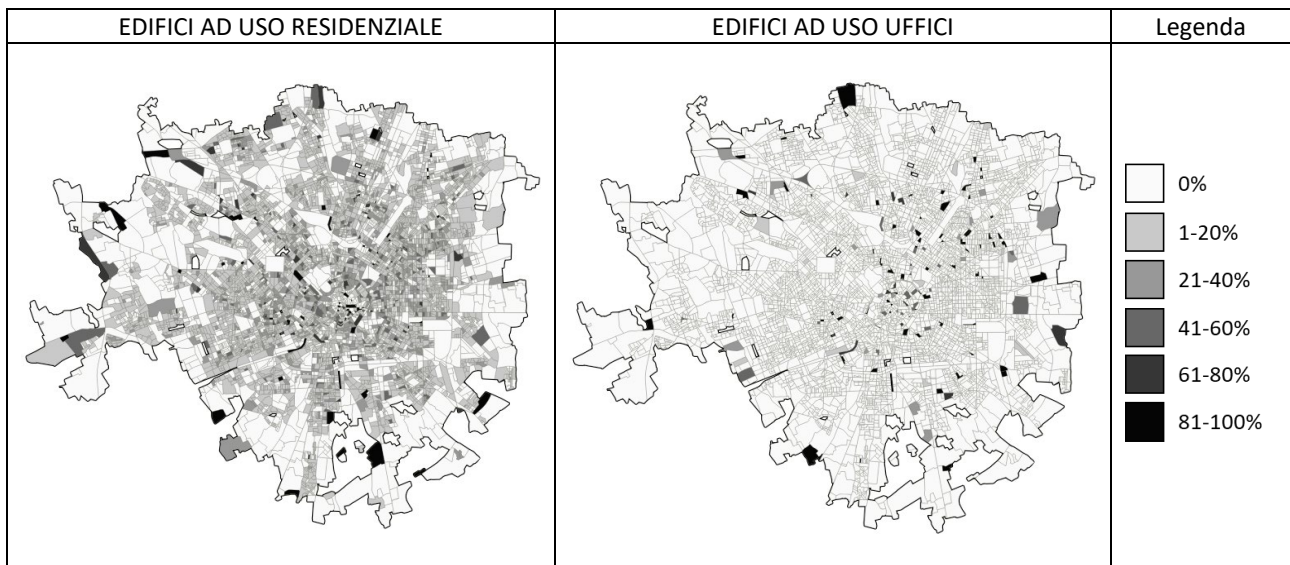 EDIFICI AD USO RESIDENZIALE
EDIFICI AD USO UFFICI
Legenda
0%
1-20%
21-40%
41-60%
61-80%
81-100%